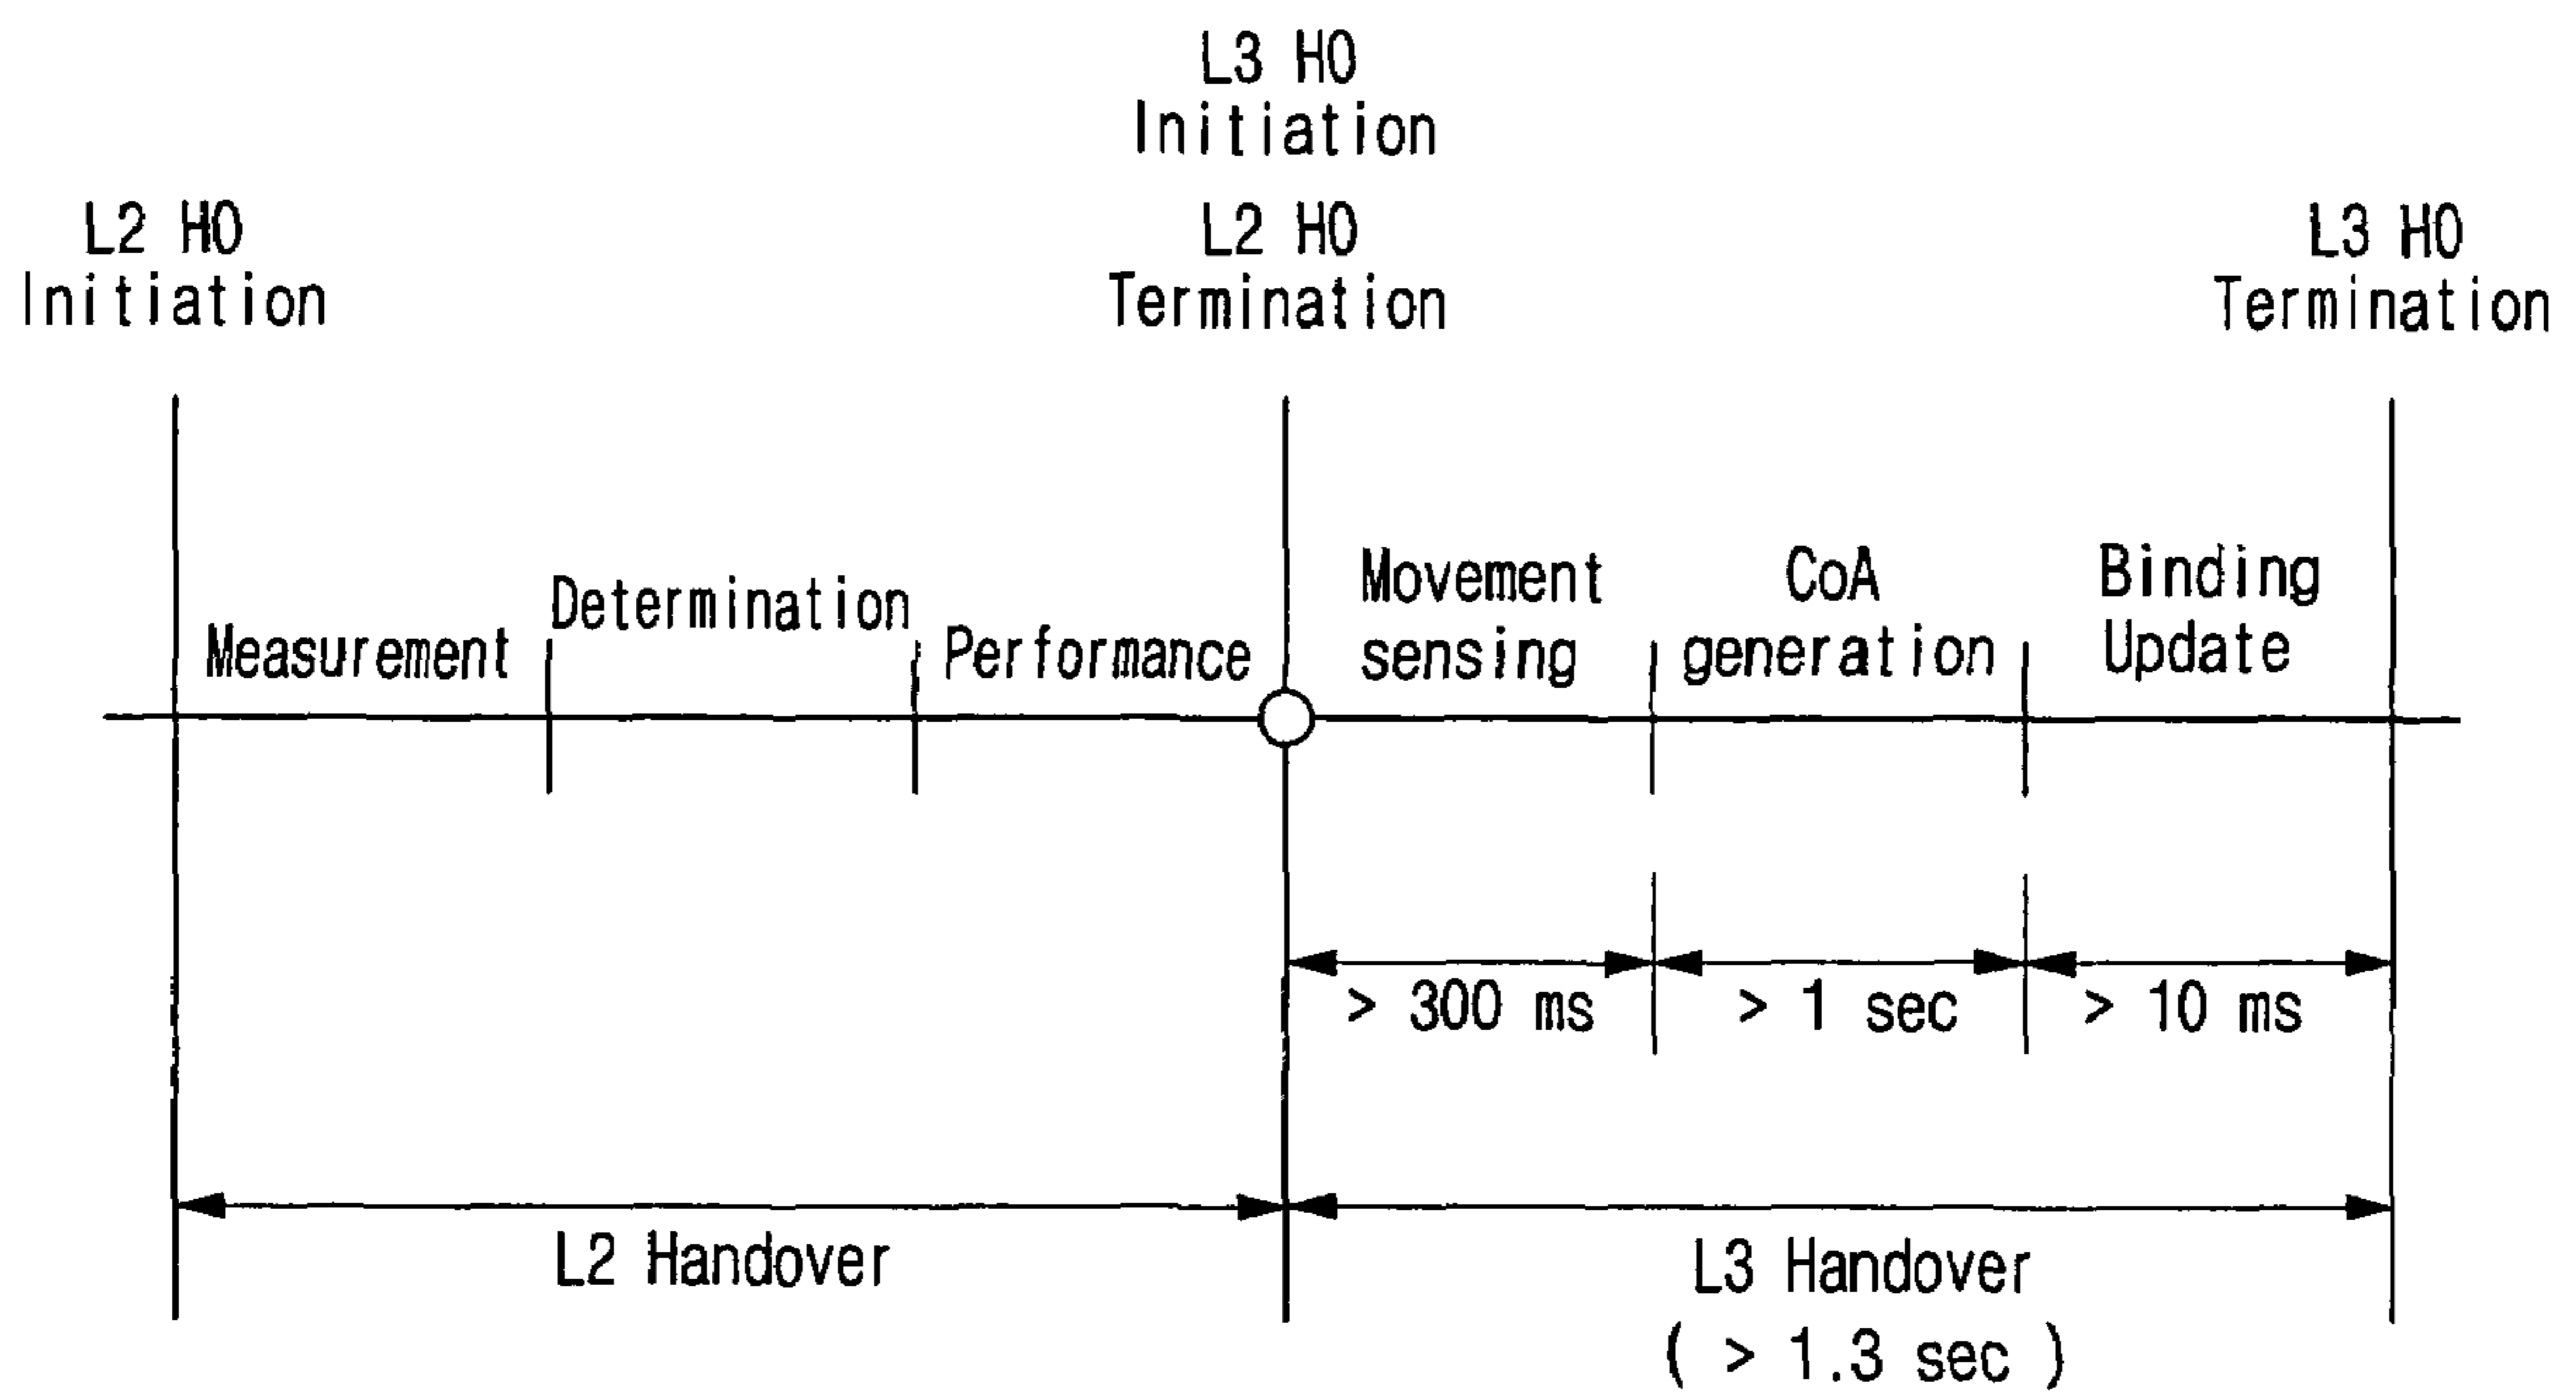 L3 HO
Initiation
L2 HO
Initiation
L2 HO
Termination
L3 HO
Termination
Measurement
Determination
Performance
Movement
sensing
CoA
generation
Binding
Update
> 300 ms
> 1 sec
> 10 ms
L2 Handover
L3 Handover
( > 1.3 sec )